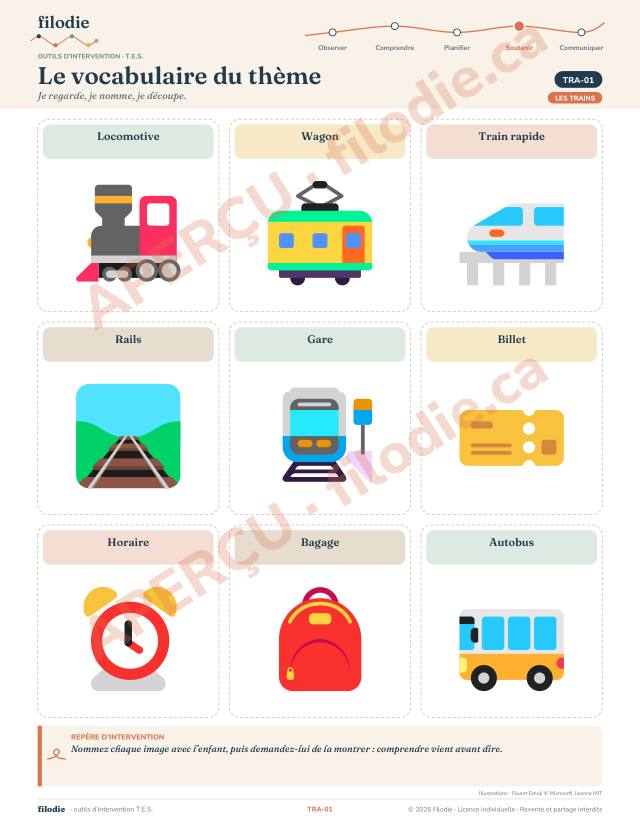 filodie
Observer Comprendre Planifier Soutenir Communiquer
OUTILS D'INTERVENTION · T.E.S.
Le vocabulaire du thème
TRA-01
Je regarde, je nomme, je découpe.
LES TRAINS
Locomotive Wagon Train rapide
Rails Gare Billet
Horaire Bagage Autobus
APERÇU · filodie.ca
APERÇU · filodie.ca
REPÈRE D'INTERVENTION
Nommez chaque image avec l'enfant, puis demandez-lui de la montrer : comprendre vient avant dire.
Illustrations : Fluent Emoji © Microsoft, licence MIT
filodie · outils d'intervention T.E.S. TRA-01 © 2026 Filodie · Licence individuelle · Revente et partage interdits